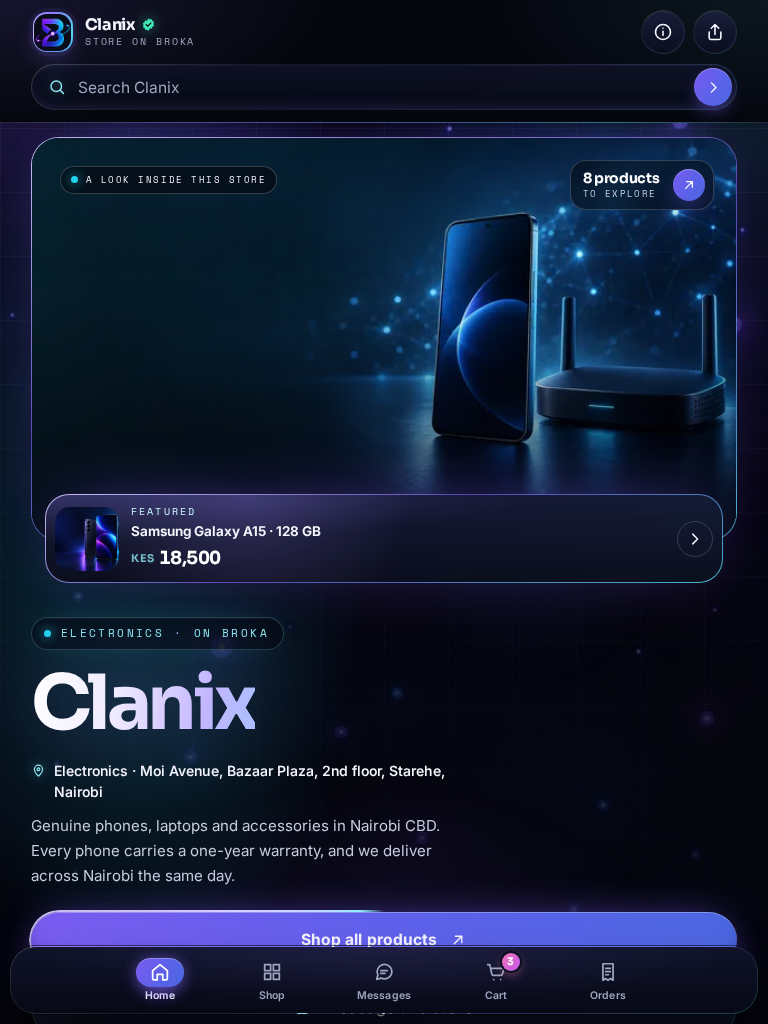 Clanix
STORE ON BROKA
Search Clanix
A LOOK INSIDE THIS STORE
8 products
TO EXPLORE
FEATURED
Samsung Galaxy A15 · 128 GB
KES 18,500
ELECTRONICS · ON BROKA
Clanix
Electronics · Moi Avenue, Bazaar Plaza, 2nd floor, Starehe,
Nairobi
Genuine phones, laptops and accessories in Nairobi CBD.
Every phone carries a one-year warranty, and we deliver
across Nairobi the same day.
Shop all products
3
Home
Shop
Messages
Cart
Orders